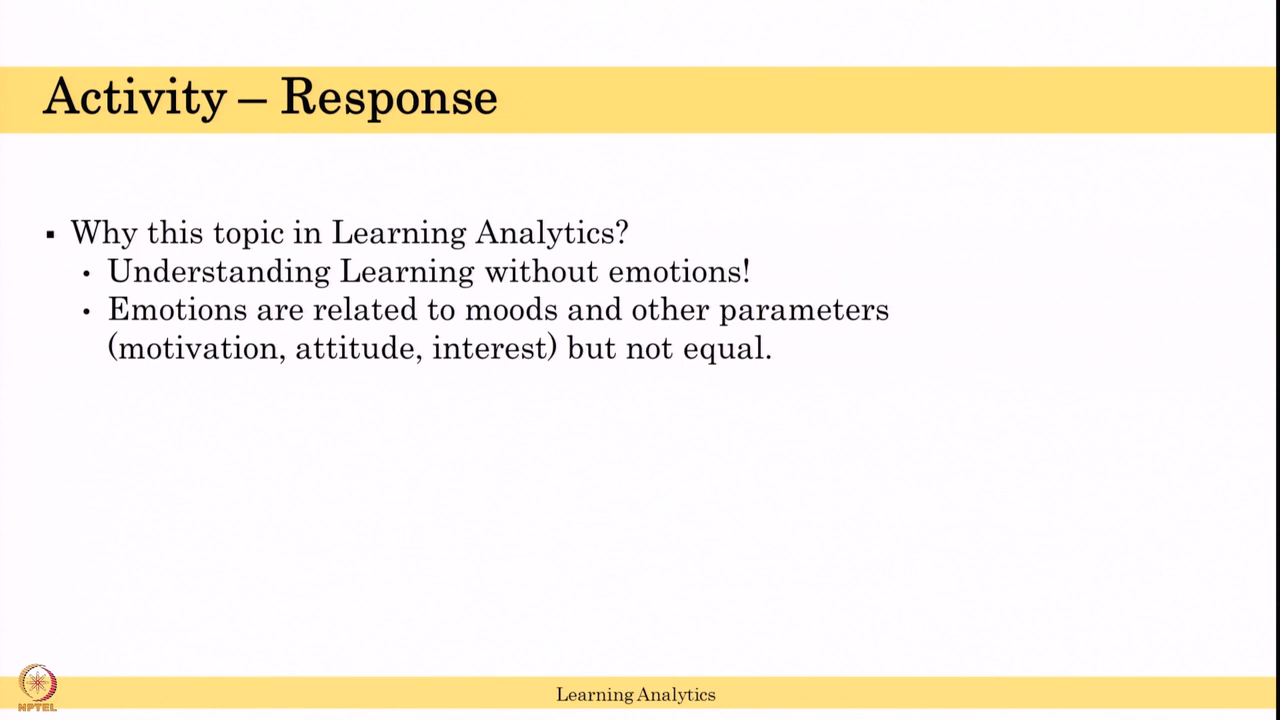 Activity – Response
▪ Why this topic in Learning Analytics?
• Understanding Learning without emotions!
• Emotions are related to moods and other parameters
(motivation, attitude, interest) but not equal.
NPTEL
Learning Analytics